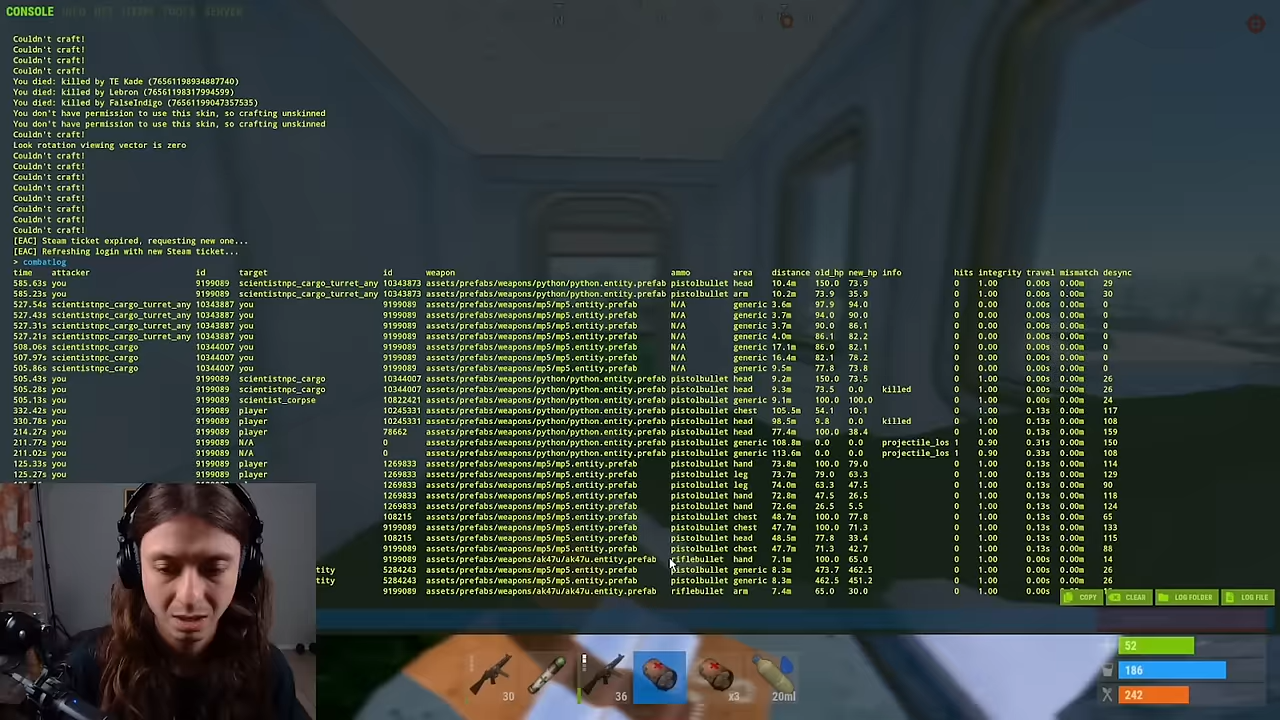 CONSOLE INFO NET ITEMS TOOLS SERVER
Couldn't craft!
Couldn't craft!
Couldn't craft!
Couldn't craft!
You died: killed by TE Kade (76561198934887740)
You died: killed by Lebron (76561198317994599)
You died: killed by FalseIndigo (76561199047357535)
You don't have permission to use this skin, so crafting unskinned
You don't have permission to use this skin, so crafting unskinned
Couldn't craft!
Look rotation viewing vector is zero
Couldn't craft!
Couldn't craft!
Couldn't craft!
Couldn't craft!
Couldn't craft!
Couldn't craft!
Couldn't craft!
Couldn't craft!
[EAC] Steam ticket expired, requesting new one...
[EAC] Refreshing login with new Steam ticket...
> combatlog
time attacker id target id weapon ammo area distance old_hp new_hp info hits integrity travel mismatch desync
585.63s you 9199089 scientistnpc_cargo_turret_any 10343873 assets/prefabs/weapons/python/python.entity.prefab pistolbullet head 10.4m 150.0 73.9 0 1.00 0.00s 0.00m 29
585.23s you 9199089 scientistnpc_cargo_turret_any 10343873 assets/prefabs/weapons/python/python.entity.prefab pistolbullet arm 10.2m 73.9 35.9 0 1.00 0.00s 0.00m 30
527.54s scientistnpc_cargo_turret_any 10343887 you 9199089 assets/prefabs/weapons/mp5/mp5.entity.prefab N/A generic 3.6m 97.9 94.0 0 0.00 0.00s 0.00m 0
527.43s scientistnpc_cargo_turret_any 10343887 you 9199089 assets/prefabs/weapons/mp5/mp5.entity.prefab N/A generic 3.7m 94.0 90.0 0 0.00 0.00s 0.00m 0
527.31s scientistnpc_cargo_turret_any 10343887 you 9199089 assets/prefabs/weapons/mp5/mp5.entity.prefab N/A generic 3.7m 90.0 86.1 0 0.00 0.00s 0.00m 0
527.21s scientistnpc_cargo_turret_any 10343887 you 9199089 assets/prefabs/weapons/mp5/mp5.entity.prefab N/A generic 4.0m 86.1 82.2 0 0.00 0.00s 0.00m 0
508.06s scientistnpc_cargo 10344007 you 9199089 assets/prefabs/weapons/mp5/mp5.entity.prefab N/A generic 17.1m 86.0 82.1 0 0.00 0.00s 0.00m 0
507.97s scientistnpc_cargo 10344007 you 9199089 assets/prefabs/weapons/mp5/mp5.entity.prefab N/A generic 16.4m 82.1 78.2 0 0.00 0.00s 0.00m 0
505.86s scientistnpc_cargo 10344007 you 9199089 assets/prefabs/weapons/mp5/mp5.entity.prefab N/A generic 9.5m 77.8 73.8 0 0.00 0.00s 0.00m 0
505.43s you 9199089 scientistnpc_cargo 10344007 assets/prefabs/weapons/python/python.entity.prefab pistolbullet head 9.2m 150.0 73.5 0 1.00 0.00s 0.00m 26
505.28s you 9199089 scientistnpc_cargo 10344007 assets/prefabs/weapons/python/python.entity.prefab pistolbullet head 9.3m 73.5 0.0 killed 0 1.00 0.00s 0.00m 26
505.13s you 9199089 scientist_corpse 10822421 assets/prefabs/weapons/python/python.entity.prefab pistolbullet generic 9.1m 100.0 100.0 0 1.00 0.00s 0.00m 24
332.42s you 9199089 player 10245331 assets/prefabs/weapons/python/python.entity.prefab pistolbullet chest 105.5m 54.1 10.1 0 1.00 0.13s 0.00m 117
330.78s you 9199089 player 10245331 assets/prefabs/weapons/python/python.entity.prefab pistolbullet head 98.5m 9.8 0.0 killed 0 1.00 0.13s 0.00m 108
214.27s you 9199089 player 78662 assets/prefabs/weapons/python/python.entity.prefab pistolbullet head 77.4m 100.0 38.4 0 1.00 0.13s 0.00m 159
211.77s you 9199089 N/A 0 assets/prefabs/weapons/python/python.entity.prefab pistolbullet generic 108.8m 0.0 0.0 projectile_los 1 0.90 0.31s 0.00m 150
211.02s you 9199089 N/A 0 assets/prefabs/weapons/python/python.entity.prefab pistolbullet generic 113.6m 0.0 0.0 projectile_los 1 0.90 0.33s 0.00m 108
125.33s you 9199089 player 1269833 assets/prefabs/weapons/mp5/mp5.entity.prefab pistolbullet hand 73.8m 100.0 79.0 0 1.00 0.13s 0.00m 114
125.27s you 9199089 player 1269833 assets/prefabs/weapons/mp5/mp5.entity.prefab pistolbullet leg 73.7m 79.0 63.3 0 1.00 0.13s 0.00m 129
1269833 assets/prefabs/weapons/mp5/mp5.entity.prefab pistolbullet leg 74.0m 63.3 47.5 0 1.00 0.13s 0.00m 90
1269833 assets/prefabs/weapons/mp5/mp5.entity.prefab pistolbullet hand 72.8m 47.5 26.5 0 1.00 0.13s 0.00m 118
1269833 assets/prefabs/weapons/mp5/mp5.entity.prefab pistolbullet hand 72.6m 26.5 5.5 0 1.00 0.13s 0.00m 124
108215 assets/prefabs/weapons/mp5/mp5.entity.prefab pistolbullet chest 48.7m 100.0 77.8 0 1.00 0.00s 0.00m 65
9199089 assets/prefabs/weapons/mp5/mp5.entity.prefab pistolbullet chest 47.7m 100.0 71.3 0 1.00 0.00s 0.00m 133
108215 assets/prefabs/weapons/mp5/mp5.entity.prefab pistolbullet head 48.5m 77.8 33.4 0 1.00 0.00s 0.00m 115
9199089 assets/prefabs/weapons/mp5/mp5.entity.prefab pistolbullet chest 47.7m 71.3 42.7 0 1.00 0.00s 0.00m 88
9199089 assets/prefabs/weapons/ak47u/ak47u.entity.prefab riflebullet hand 7.1m 100.0 65.0 0 1.00 0.00s 0.00m 14
tity 5284243 assets/prefabs/weapons/mp5/mp5.entity.prefab pistolbullet generic 8.3m 473.7 462.5 0 1.00 0.00s 0.00m 26
tity 5284243 assets/prefabs/weapons/mp5/mp5.entity.prefab pistolbullet generic 8.3m 462.5 451.2 0 1.00 0.00s 0.00m 26
9199089 assets/prefabs/weapons/ak47u/ak47u.entity.prefab riflebullet arm 7.4m 65.0 30.0 0 1.00 0.00s 0.00m
COPY CLEAR LOG FOLDER LOG FILE
52
186
242
30 36 x3 20ml